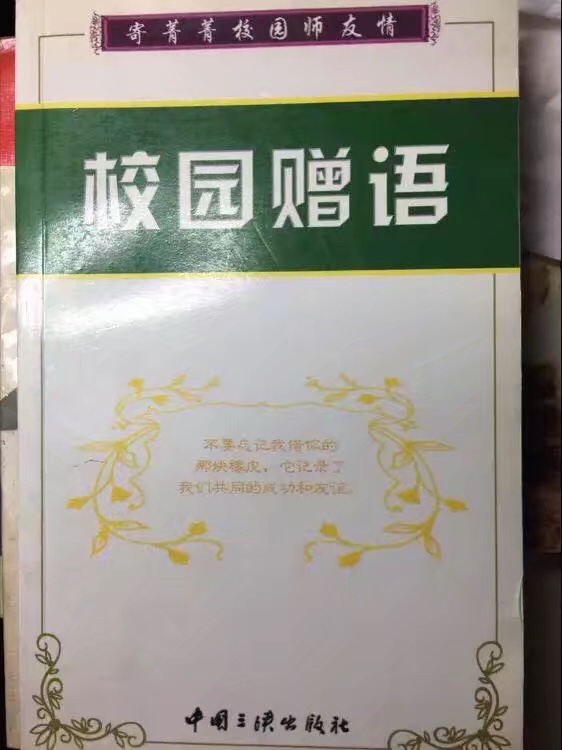 寄菁菁校园师友情
校园赠语
不要忘记我借你的
那块橡皮，它记录了
我们共同的成功和友谊。
中国三峡出版社